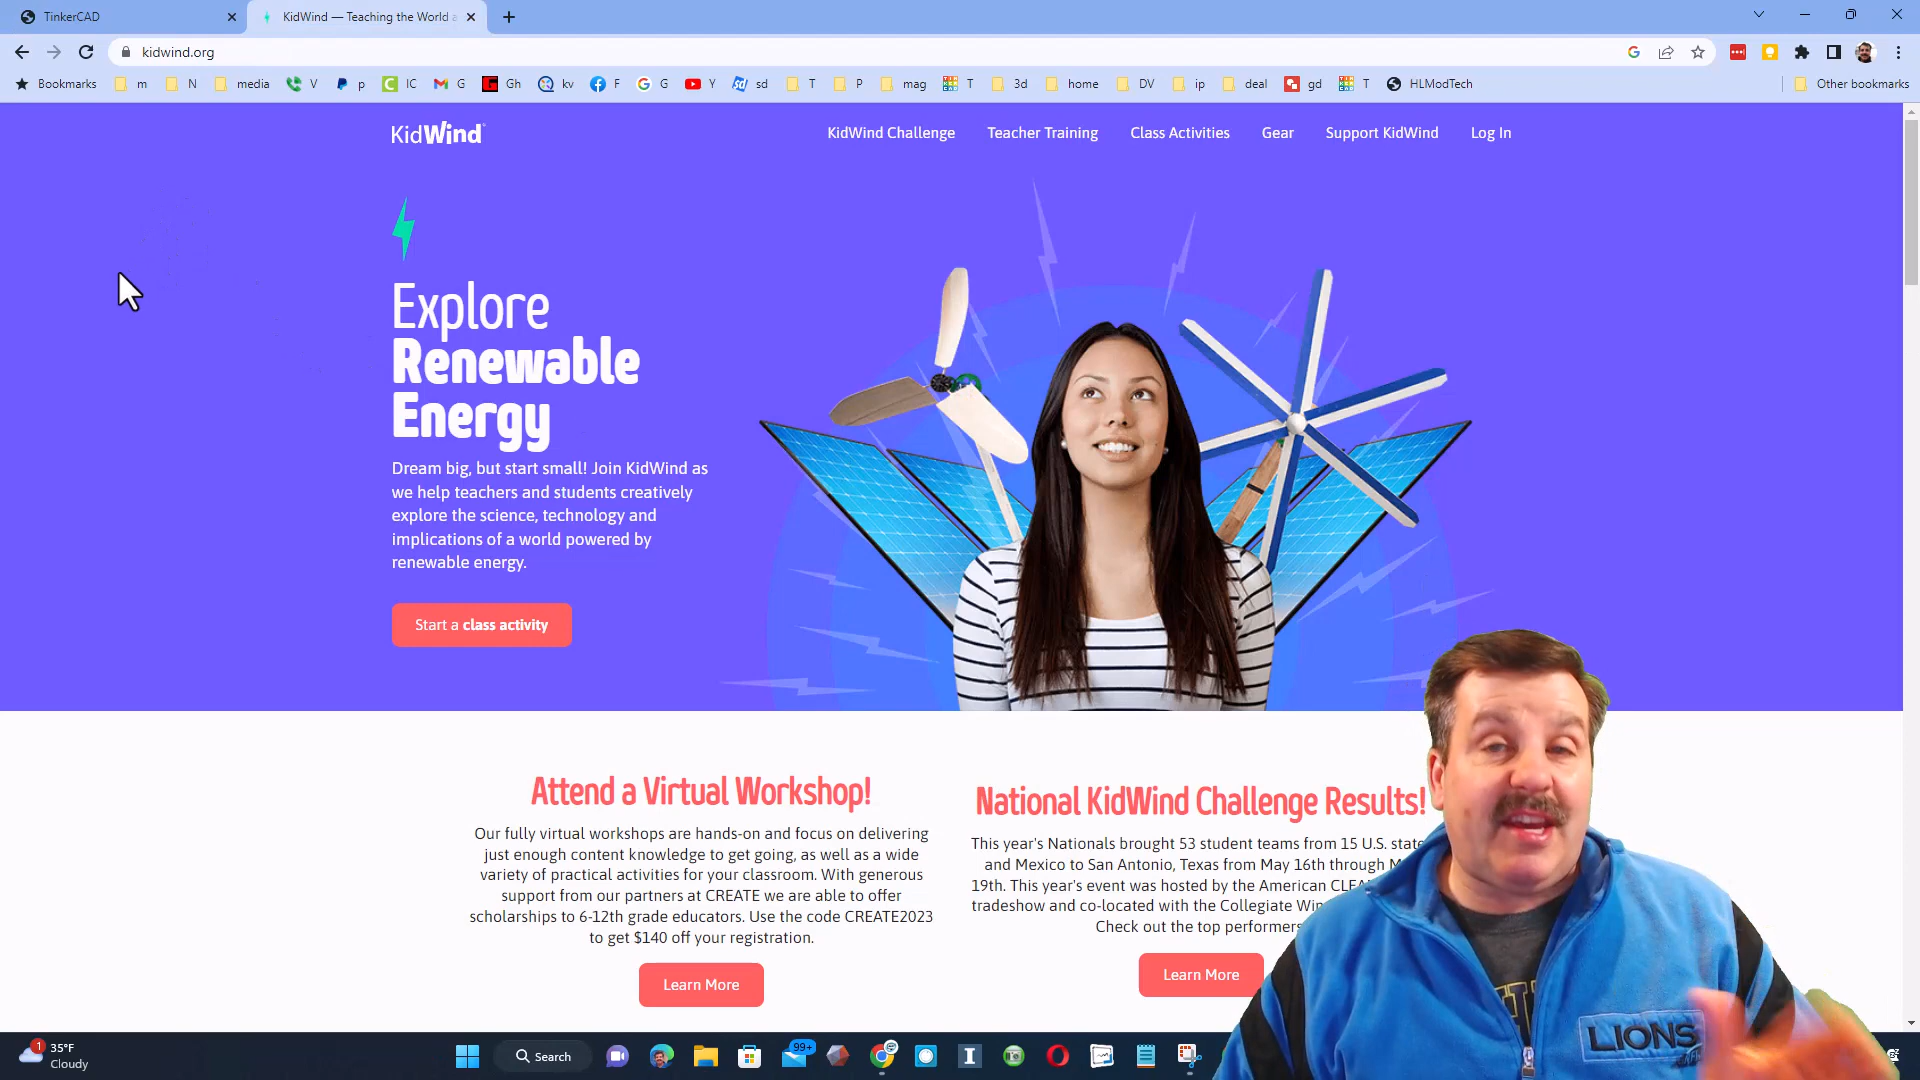 TinkerCAD
KidWind — Teaching the World a
kidwind.org
Bookmarks m N media V p IC G Gh kv F G Y sd T P mag T 3d home DV ip deal gd T HLModTech Other bookmarks
KidWind
KidWind Challenge Teacher Training Class Activities Gear Support KidWind Log In
Explore
Renewable
Energy
Dream big, but start small! Join KidWind as
we help teachers and students creatively
explore the science, technology and
implications of a world powered by
renewable energy.
Start a class activity
Attend a Virtual Workshop!
Our fully virtual workshops are hands-on and focus on delivering
just enough content knowledge to get going, as well as a wide
variety of practical activities for your classroom. With generous
support from our partners at CREATE we are able to offer
scholarships to 6-12th grade educators. Use the code CREATE2023
to get $140 off your registration.
Learn More
National KidWind Challenge Results!
This year's Nationals brought 53 student teams from 15 U.S. state
and Mexico to San Antonio, Texas from May 16th through M
19th. This year's event was hosted by the American CLEA
tradeshow and co-located with the Collegiate Win
Check out the top performers
Learn More
LIONS
1
35°F
Cloudy
Search
99+